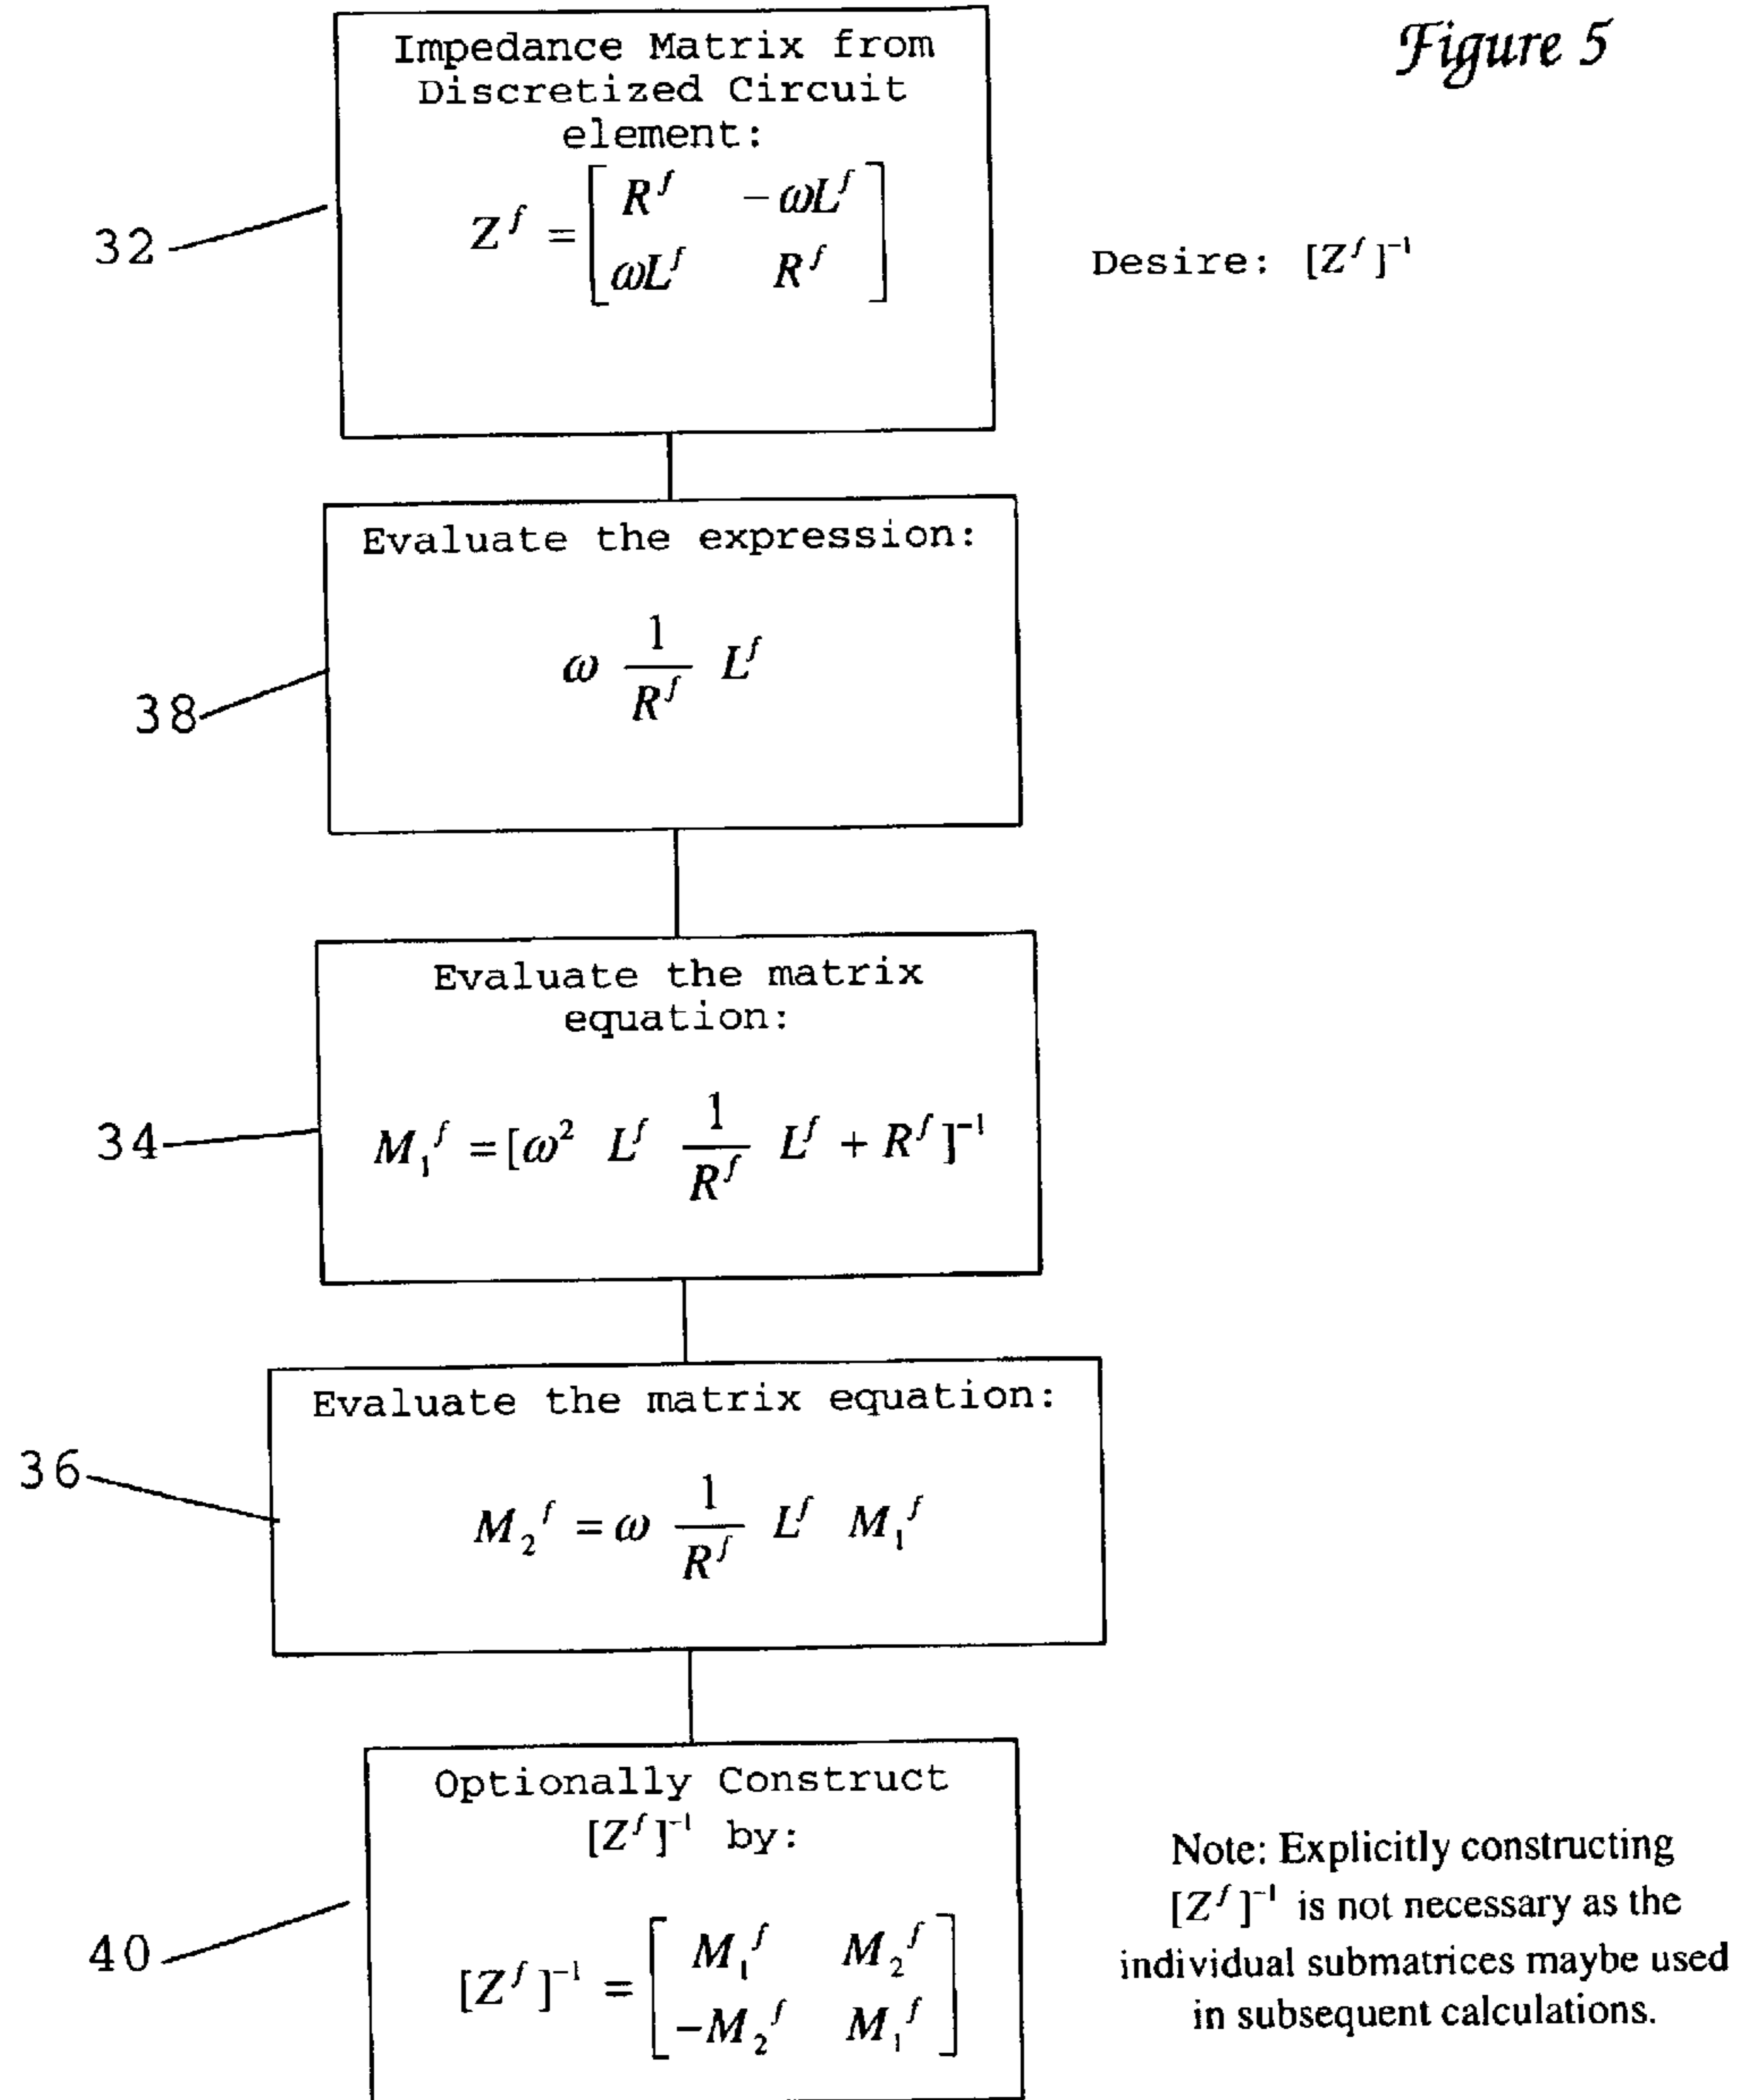 Figure 5
Impedance Matrix from
Discretized Circuit
element:
Z^f = [ R^f   -ωL^f ]
[ ωL^f   R^f ]
32
Desire: [Z^f]^-1
Evaluate the expression:
ω 1/R^f L^f
38
Evaluate the matrix
equation:
M_1^f = [ω^2 L^f 1/R^f L^f + R^f]^-1
34
Evaluate the matrix equation:
36
M_2^f = ω 1/R^f L^f M_1^f
Optionally Construct
[Z^f]^-1 by:
40
[Z^f]^-1 = [ M_1^f   M_2^f ]
[ -M_2^f   M_1^f ]
Note: Explicitly constructing
[Z^f]^-1 is not necessary as the
individual submatrices maybe used
in subsequent calculations.